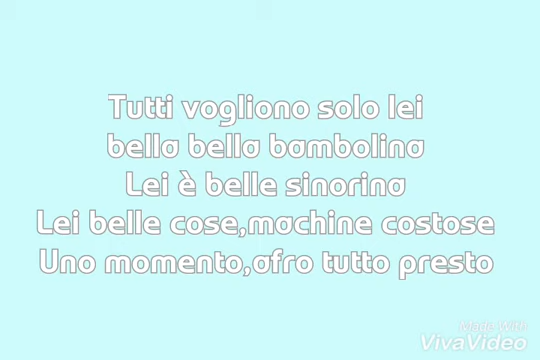 Tutti vogliono solo lei
bella bella bambolina
Lei è belle sinorina
Lei belle cose,machine costose
Uno momento,afro tutto presto
Made With
VivaVideo